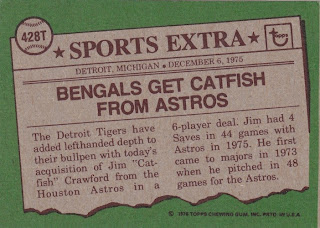 428T
★ SPORTS EXTRA ★
TOPPS
DETROIT, MICHIGAN • DECEMBER 6, 1975
BENGALS GET CATFISH
FROM ASTROS
The Detroit Tigers have
added lefthanded depth to
their bullpen with today's
acquisition of Jim "Cat-
fish" Crawford from the
Houston Astros in a
6-player deal. Jim had 4
Saves in 44 games with
Astros in 1975. He first
came to majors in 1973
when he pitched in 48
games for the Astros.
© 1976 TOPPS CHEWING GUM, INC. PRTD. IN U.S.A.